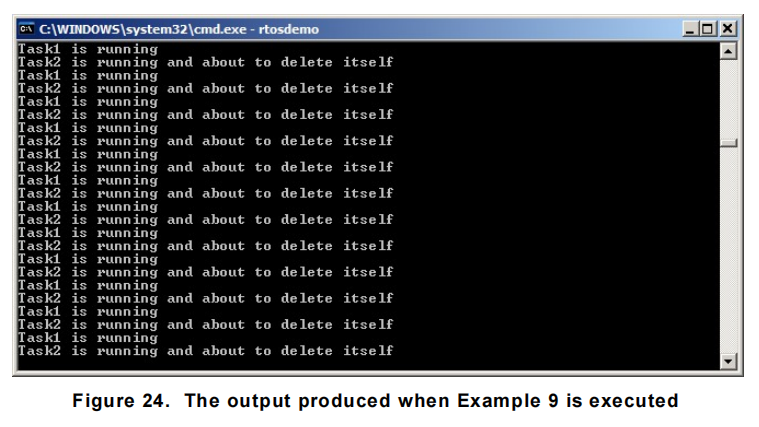 C:\WINDOWS\system32\cmd.exe - rtosdemo
Task1 is running
Task2 is running and about to delete itself
Task1 is running
Task2 is running and about to delete itself
Task1 is running
Task2 is running and about to delete itself
Task1 is running
Task2 is running and about to delete itself
Task1 is running
Task2 is running and about to delete itself
Task1 is running
Task2 is running and about to delete itself
Task1 is running
Task2 is running and about to delete itself
Task1 is running
Task2 is running and about to delete itself
Task1 is running
Task2 is running and about to delete itself
Task1 is running
Task2 is running and about to delete itself
Task1 is running
Task2 is running and about to delete itself
Task1 is running
Task2 is running and about to delete itself
Figure 24. The output produced when Example 9 is executed